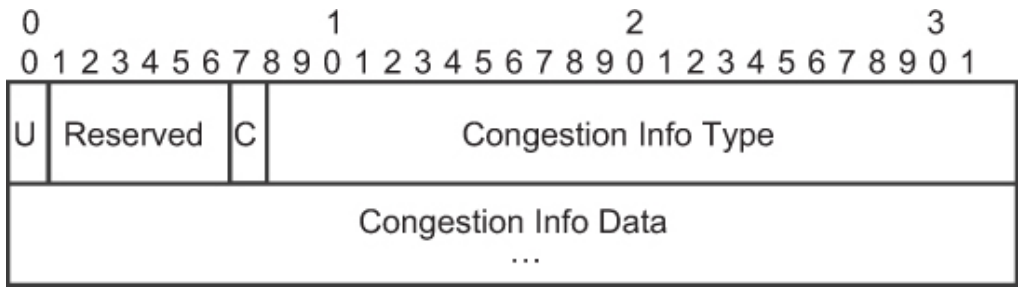 0 1 2 3
0 1 2 3 4 5 6 7 8 9 0 1 2 3 4 5 6 7 8 9 0 1 2 3 4 5 6 7 8 9 0 1
U Reserved C Congestion Info Type
Congestion Info Data
...